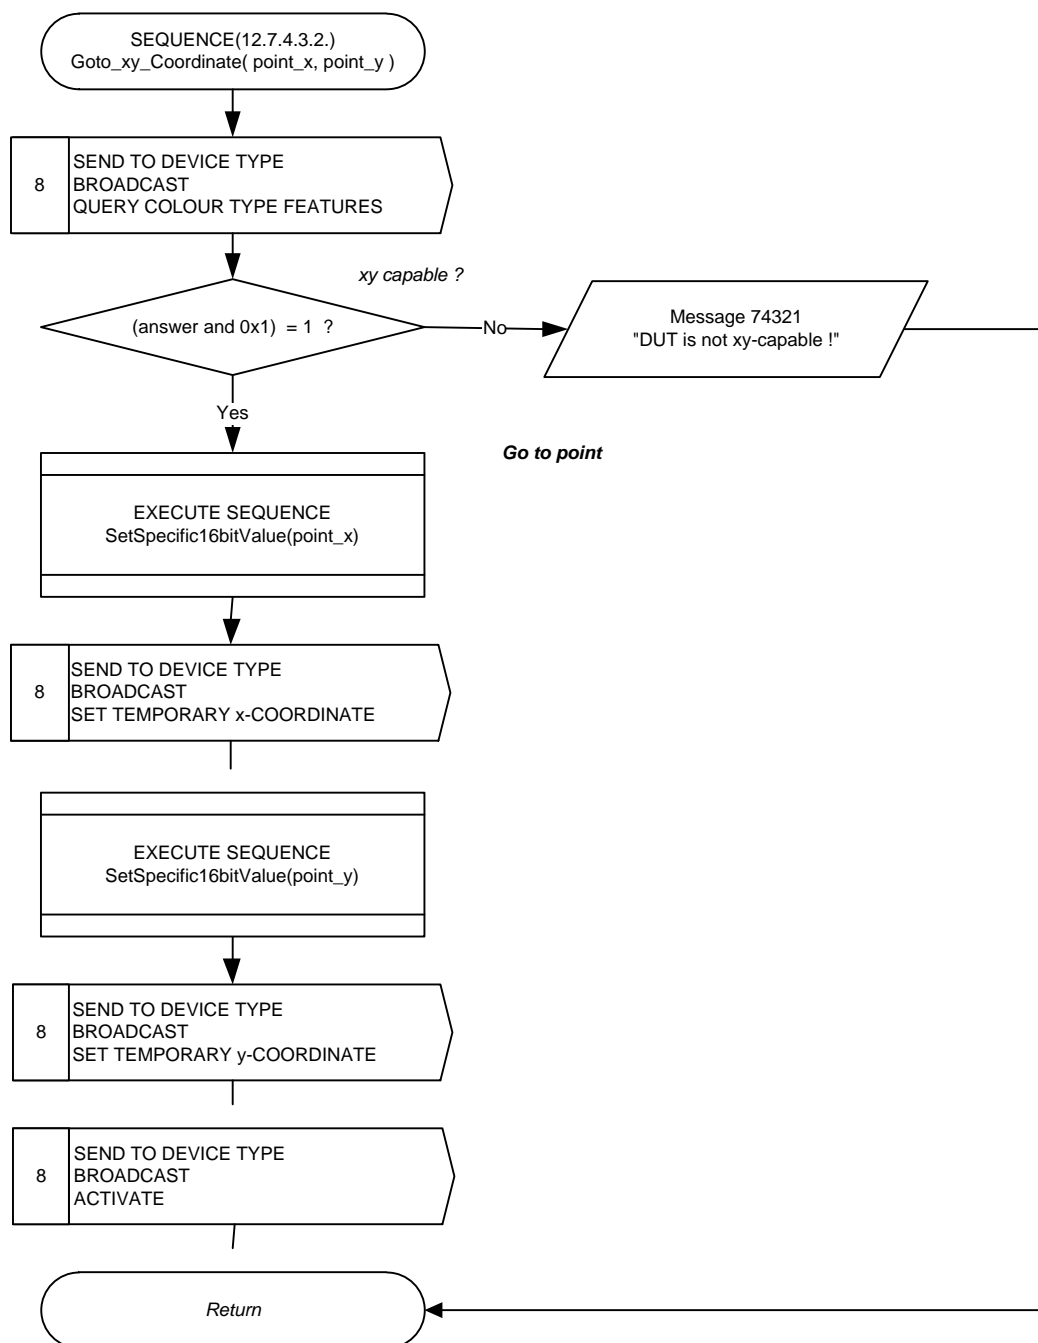 SEQUENCE(12.7.4.3.2.)
Goto_xy_Coordinate( point_x, point_y )
8
SEND TO DEVICE TYPE
BROADCAST
QUERY COLOUR TYPE FEATURES
xy capable ?
(answer and 0x1) = 1 ?
No
Message 74321
"DUT is not xy-capable !"
Yes
Go to point
EXECUTE SEQUENCE
SetSpecific16bitValue(point_x)
8
SEND TO DEVICE TYPE
BROADCAST
SET TEMPORARY x-COORDINATE
EXECUTE SEQUENCE
SetSpecific16bitValue(point_y)
8
SEND TO DEVICE TYPE
BROADCAST
SET TEMPORARY y-COORDINATE
8
SEND TO DEVICE TYPE
BROADCAST
ACTIVATE
Return